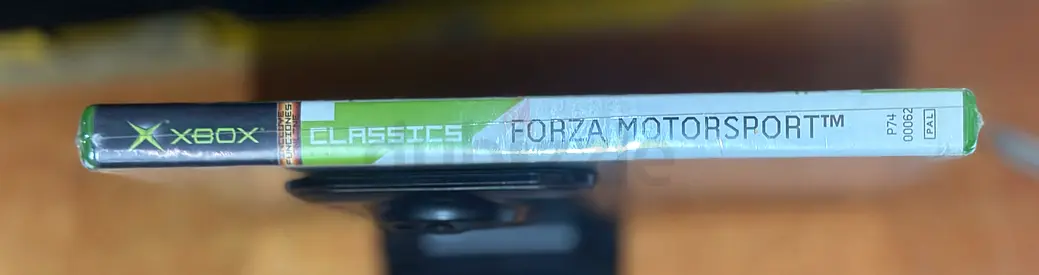 XBOX
FUNCIONES
CLASSICS
FORZA MOTORSPORT™
P74
00062
PAL